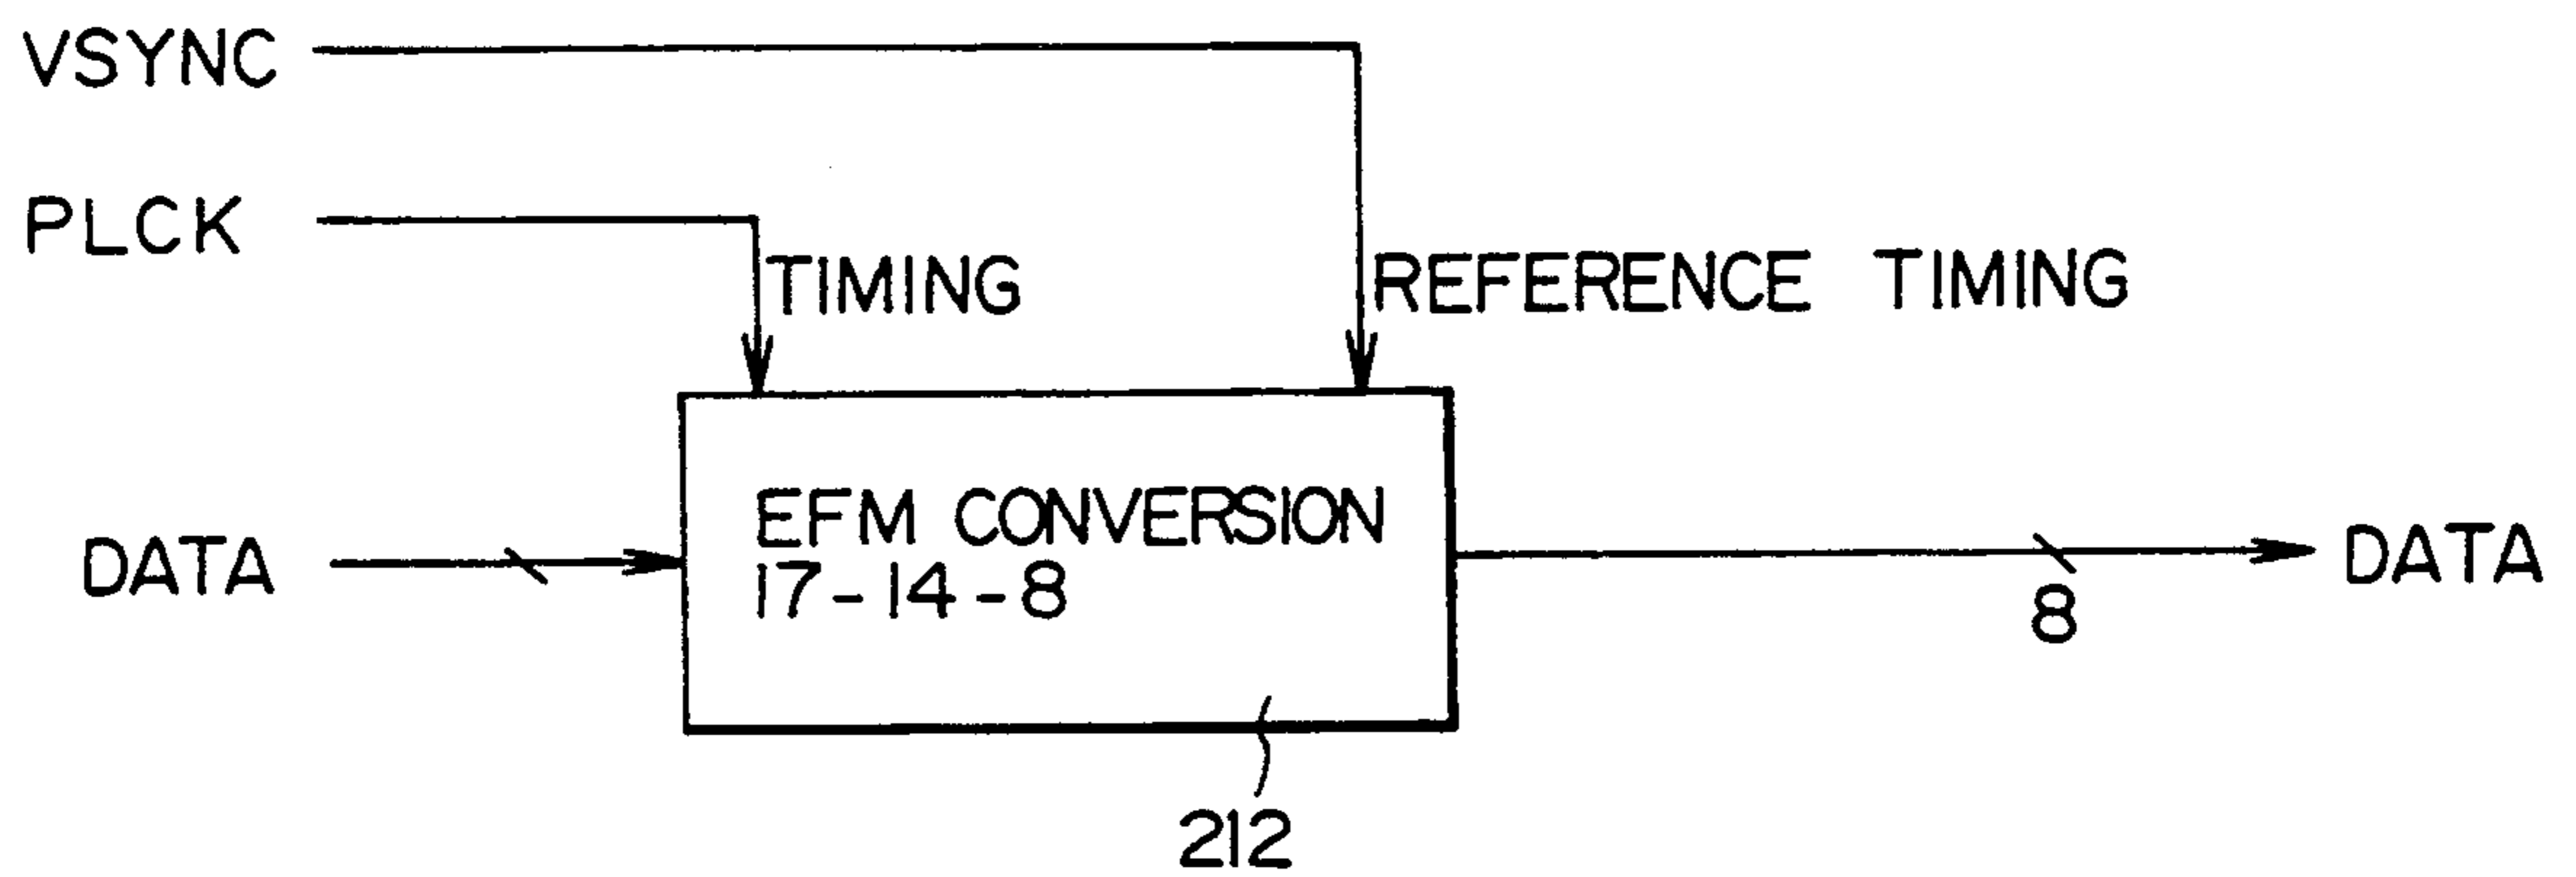 VSYNC
PLCK
TIMING
REFERENCE TIMING
EFM CONVERSION
17-14-8
DATA
DATA
8
212